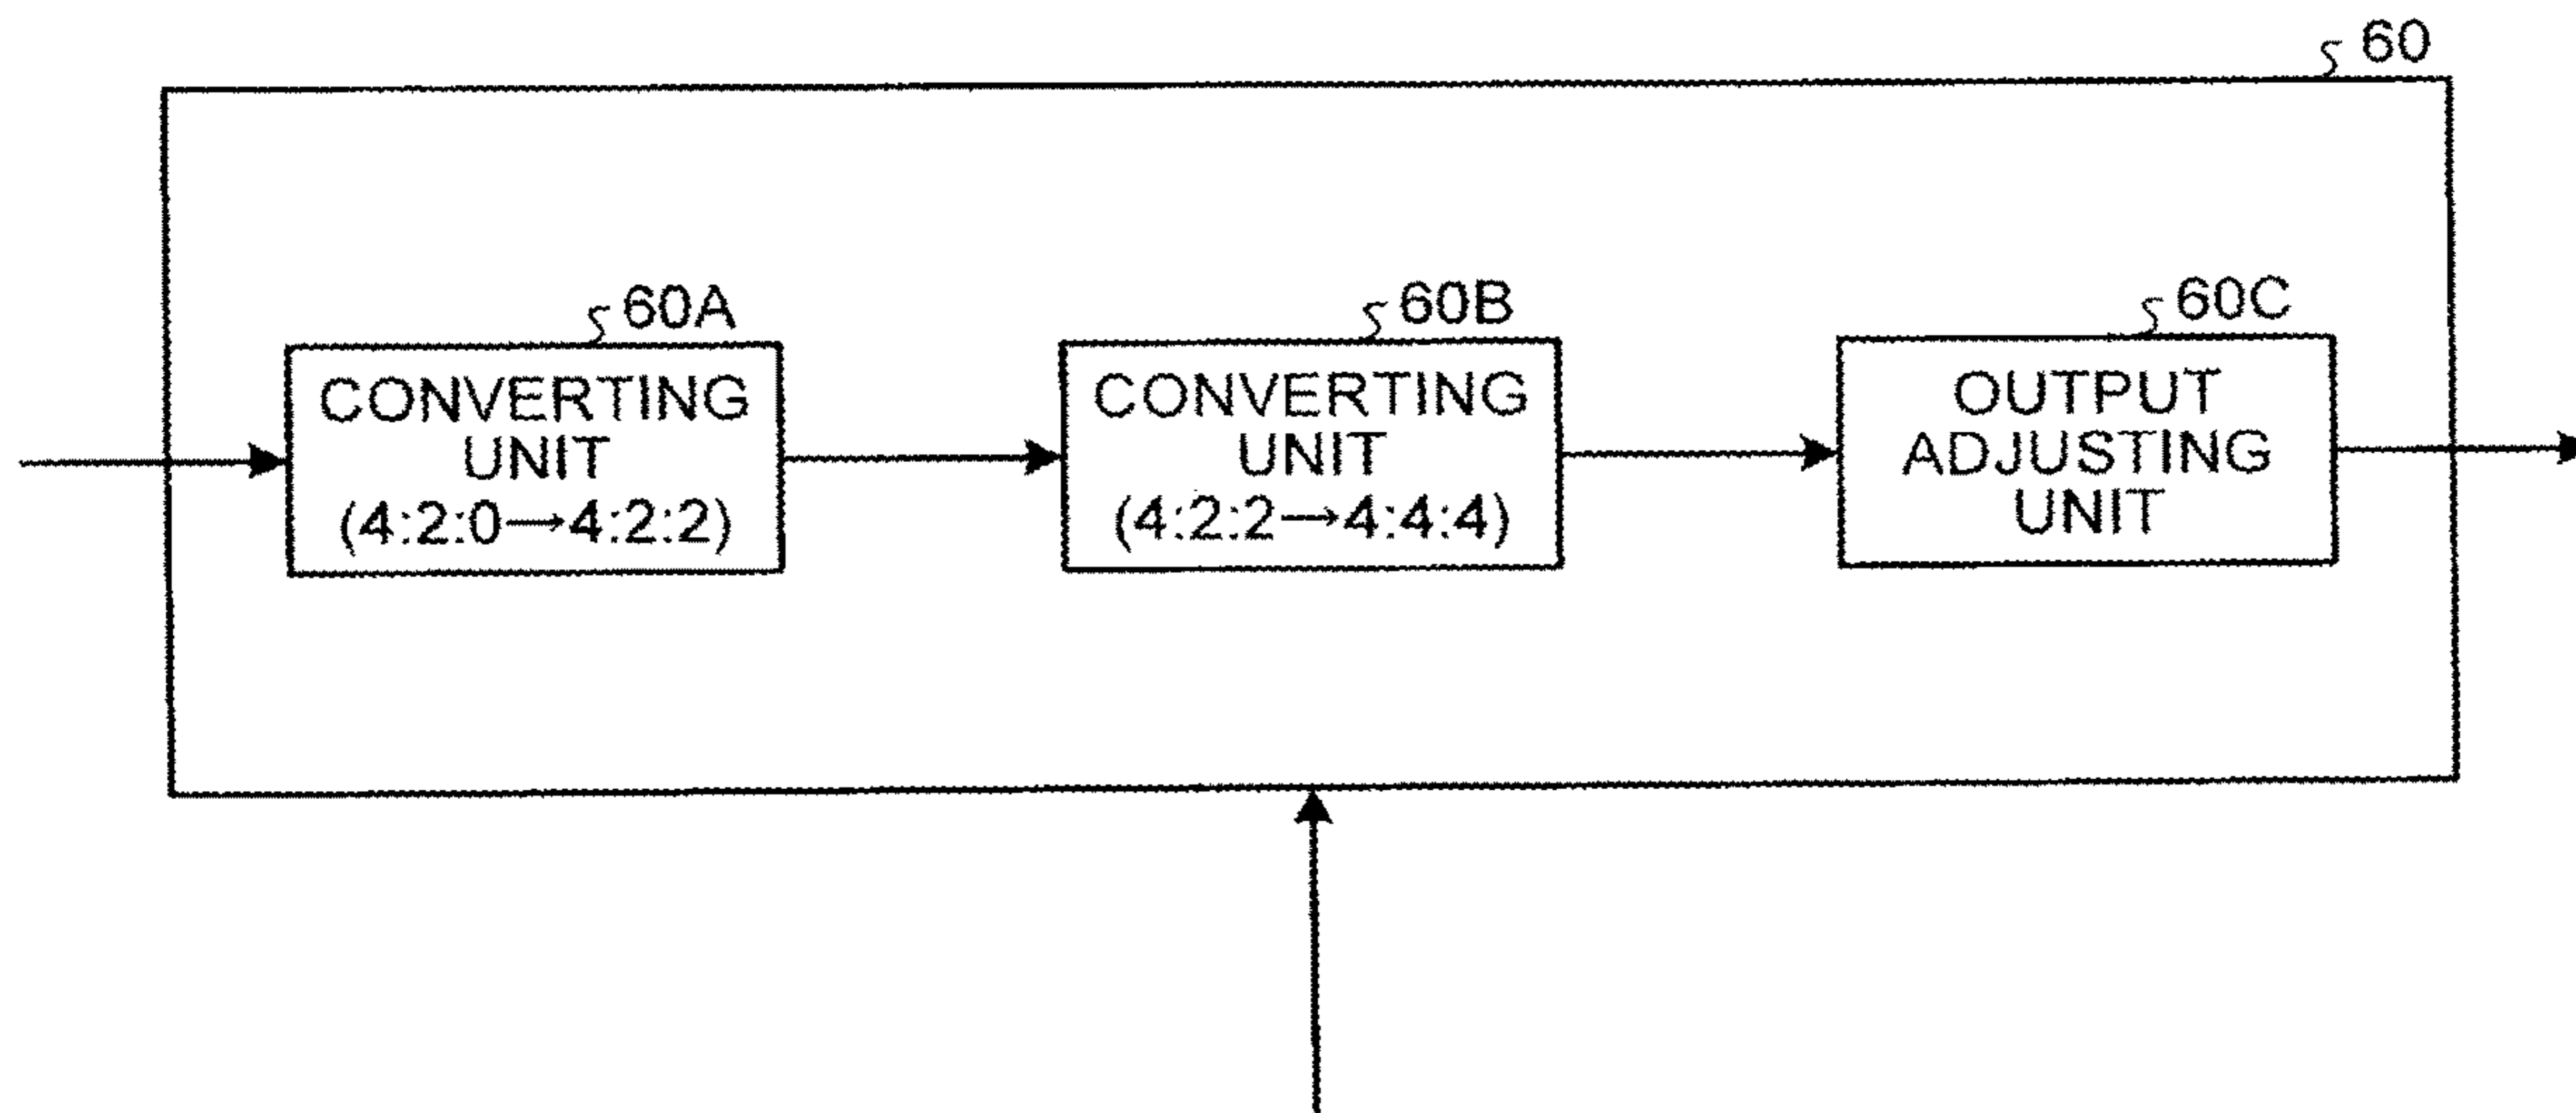 60
60A
CONVERTING
UNIT
(4:2:0→4:2:2)
60B
CONVERTING
UNIT
(4:2:2→4:4:4)
60C
OUTPUT
ADJUSTING
UNIT